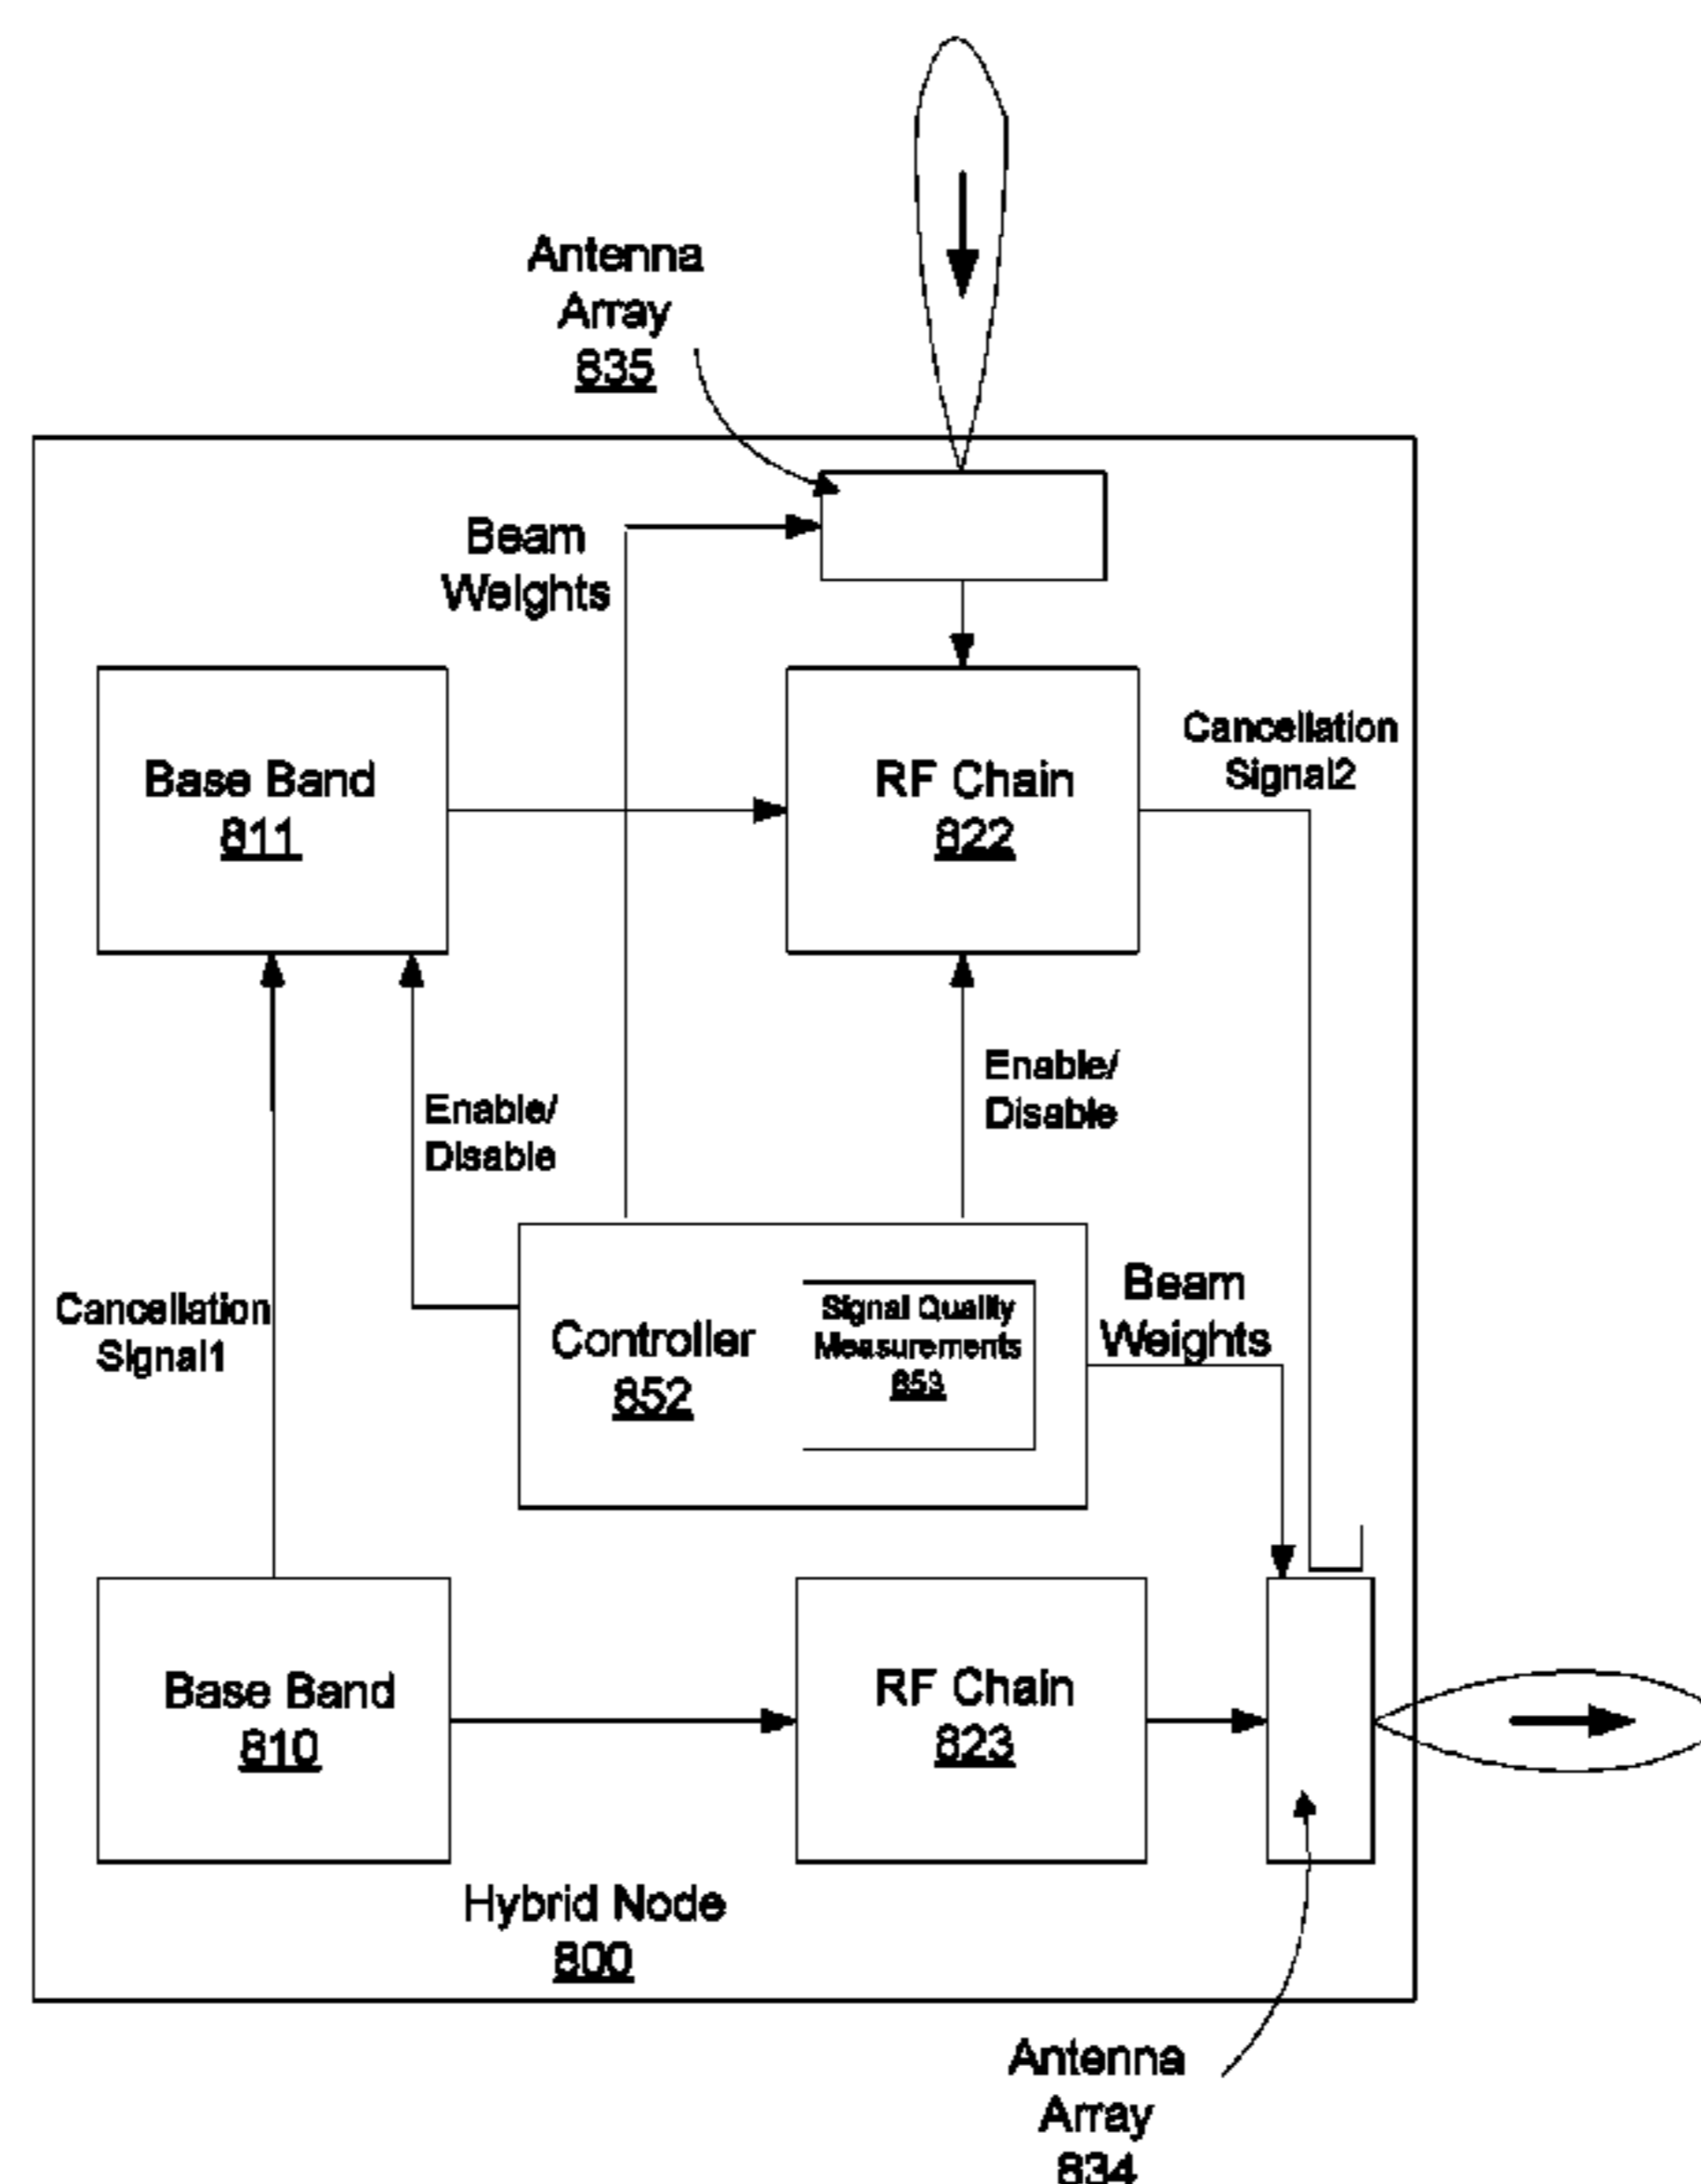 Antenna
Array
835
Beam
Weights
Base Band
811
RF Chain
822
Cancellation
Signal2
Enable/
Disable
Enable/
Disable
Cancellation
Signal1
Controller
852
Signal Quality
Measurements
853
Beam
Weights
Base Band
810
RF Chain
823
Hybrid Node
800
Antenna
Array
834